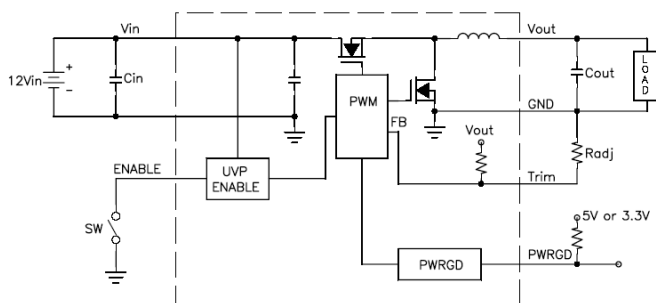 Vin
Vout
12Vin
+
-
Cin
Cout
LOAD
PWM
GND
FB
Vout
Radj
ENABLE
UVP
ENABLE
Trim
SW
5V or 3.3V
PWRGD
PWRGD